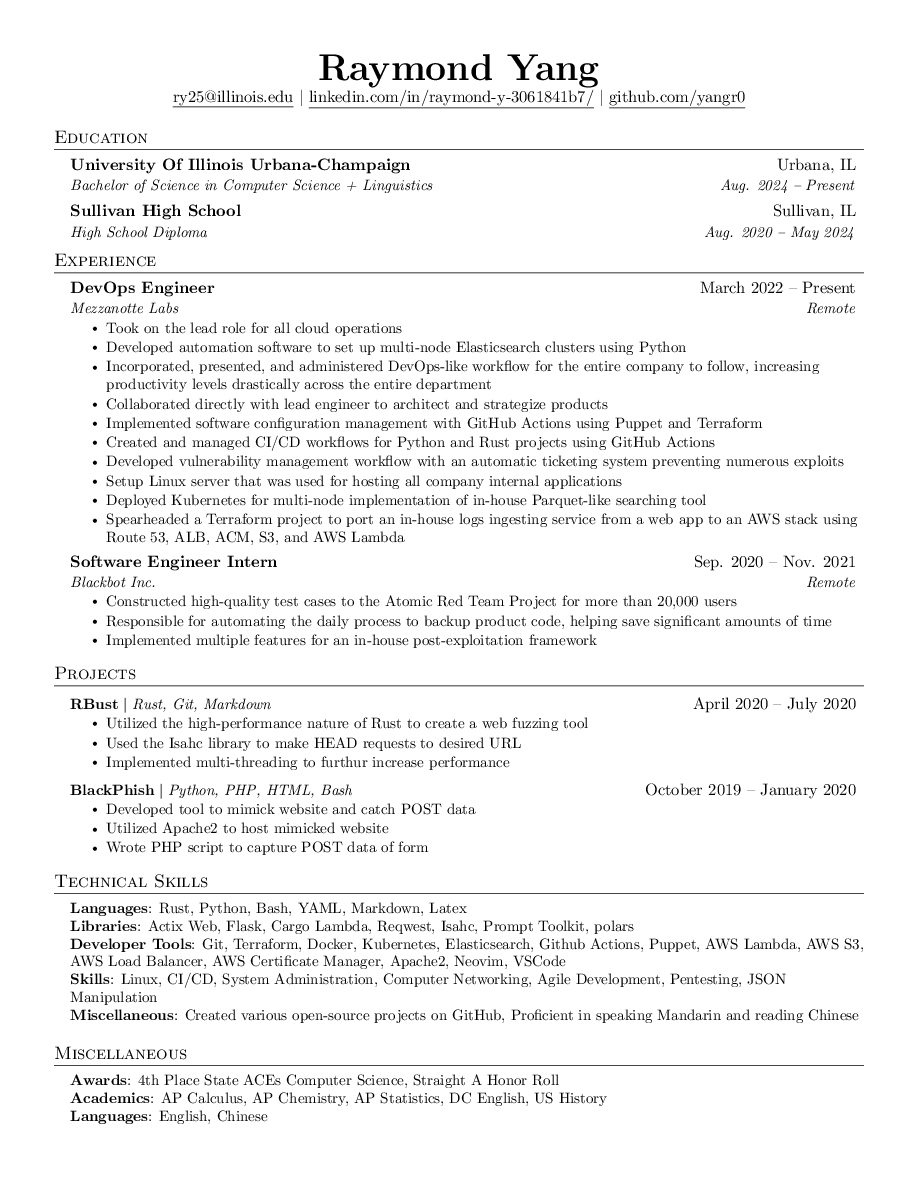 Raymond Yang
ry25@illinois.edu | linkedin.com/in/raymond-y-3061841b7/ | github.com/yangr0
Education
University Of Illinois Urbana-Champaign Urbana, IL
Bachelor of Science in Computer Science + Linguistics Aug. 2024 – Present
Sullivan High School Sullivan, IL
High School Diploma Aug. 2020 – May 2024
Experience
DevOps Engineer March 2022 – Present
Mezzanotte Labs Remote
• Took on the lead role for all cloud operations
• Developed automation software to set up multi-node Elasticsearch clusters using Python
• Incorporated, presented, and administered DevOps-like workflow for the entire company to follow, increasing
productivity levels drastically across the entire department
• Collaborated directly with lead engineer to architect and strategize products
• Implemented software configuration management with GitHub Actions using Puppet and Terraform
• Created and managed CI/CD workflows for Python and Rust projects using GitHub Actions
• Developed vulnerability management workflow with an automatic ticketing system preventing numerous exploits
• Setup Linux server that was used for hosting all company internal applications
• Deployed Kubernetes for multi-node implementation of in-house Parquet-like searching tool
• Spearheaded a Terraform project to port an in-house logs ingesting service from a web app to an AWS stack using
Route 53, ALB, ACM, S3, and AWS Lambda
Software Engineer Intern Sep. 2020 – Nov. 2021
Blackbot Inc. Remote
• Constructed high-quality test cases to the Atomic Red Team Project for more than 20,000 users
• Responsible for automating the daily process to backup product code, helping save significant amounts of time
• Implemented multiple features for an in-house post-exploitation framework
Projects
RBust | Rust, Git, Markdown April 2020 – July 2020
• Utilized the high-performance nature of Rust to create a web fuzzing tool
• Used the Isahc library to make HEAD requests to desired URL
• Implemented multi-threading to furthur increase performance
BlackPhish | Python, PHP, HTML, Bash October 2019 – January 2020
• Developed tool to mimick website and catch POST data
• Utilized Apache2 to host mimicked website
• Wrote PHP script to capture POST data of form
Technical Skills
Languages: Rust, Python, Bash, YAML, Markdown, Latex
Libraries: Actix Web, Flask, Cargo Lambda, Reqwest, Isahc, Prompt Toolkit, polars
Developer Tools: Git, Terraform, Docker, Kubernetes, Elasticsearch, Github Actions, Puppet, AWS Lambda, AWS S3,
AWS Load Balancer, AWS Certificate Manager, Apache2, Neovim, VSCode
Skills: Linux, CI/CD, System Administration, Computer Networking, Agile Development, Pentesting, JSON
Manipulation
Miscellaneous: Created various open-source projects on GitHub, Proficient in speaking Mandarin and reading Chinese
Miscellaneous
Awards: 4th Place State ACEs Computer Science, Straight A Honor Roll
Academics: AP Calculus, AP Chemistry, AP Statistics, DC English, US History
Languages: English, Chinese